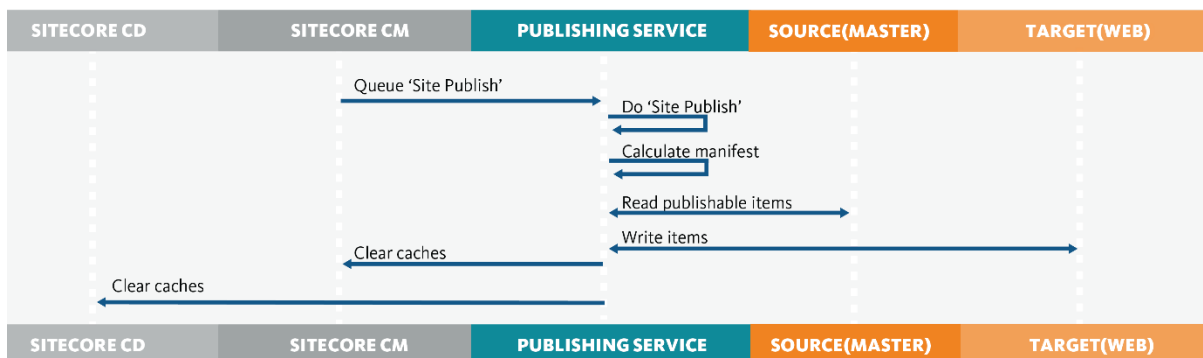 SITECORE CD
SITECORE CM
PUBLISHING SERVICE
SOURCE(MASTER)
TARGET(WEB)
Queue ‘Site Publish’
Do ‘Site Publish’
Calculate manifest
Read publishable items
Write items
Clear caches
Clear caches
SITECORE CD
SITECORE CM
PUBLISHING SERVICE
SOURCE(MASTER)
TARGET(WEB)